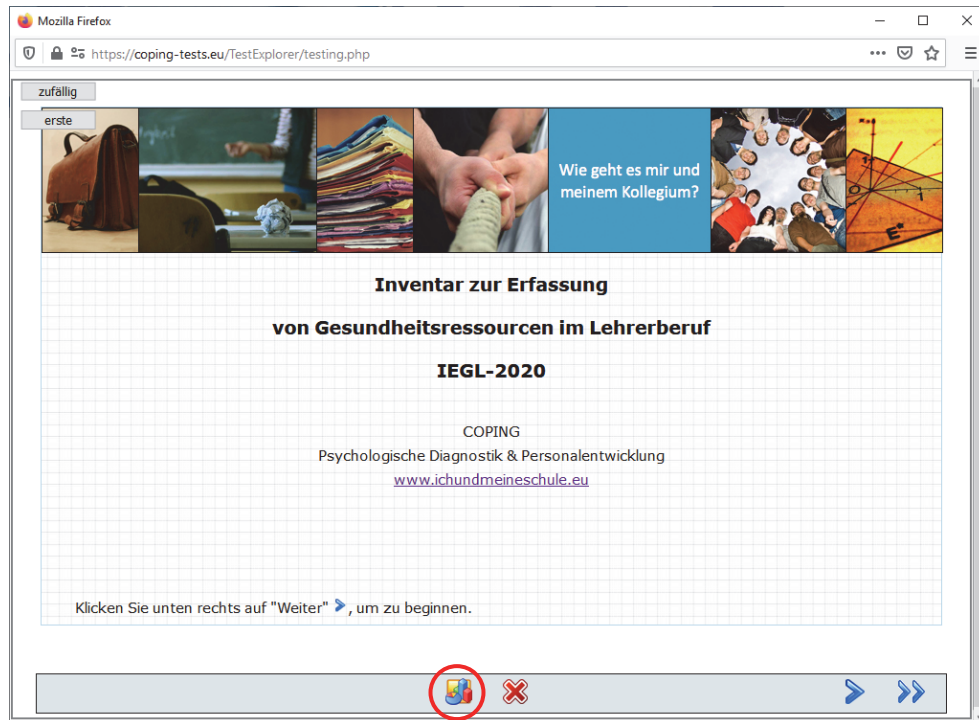 Mozilla Firefox
https://coping-tests.eu/TestExplorer/testing.php
zufällig
erste
Wie geht es mir und
meinem Kollegium?
E*
Inventar zur Erfassung
von Gesundheitsressourcen im Lehrerberuf
IEGL-2020
COPING
Psychologische Diagnostik & Personalentwicklung
www.ichundmeineschule.eu
Klicken Sie unten rechts auf "Weiter" , um zu beginnen.